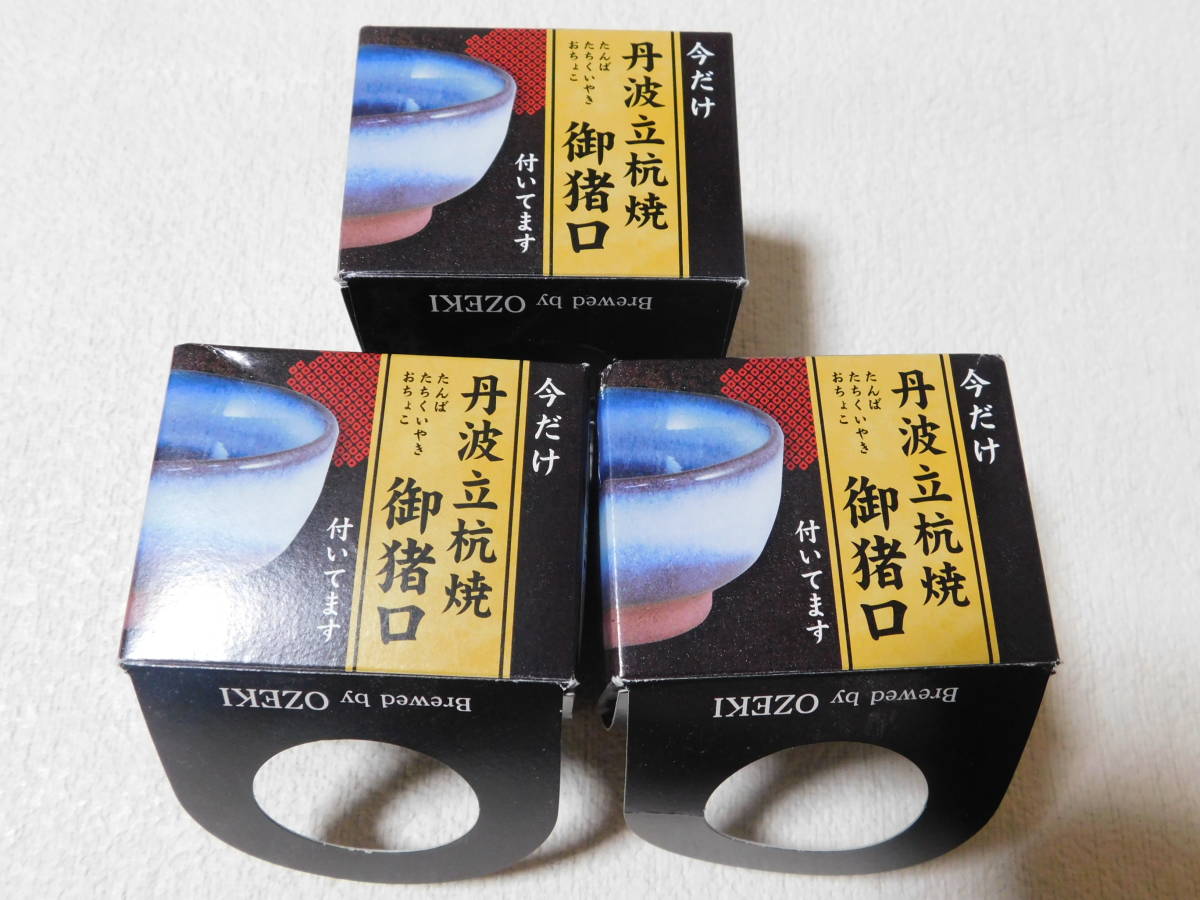 今だけ
丹波立杭焼
たんば
たちくいやき
おちょこ
御猪口
付いてます
Brewed by OZEKI
今だけ
丹波立杭焼
たんば
たちくいやき
おちょこ
御猪口
付いてます
Brewed by OZEKI
今だけ
丹波立杭焼
たんば
たちくいやき
おちょこ
御猪口
付いてます
Brewed by OZEKI